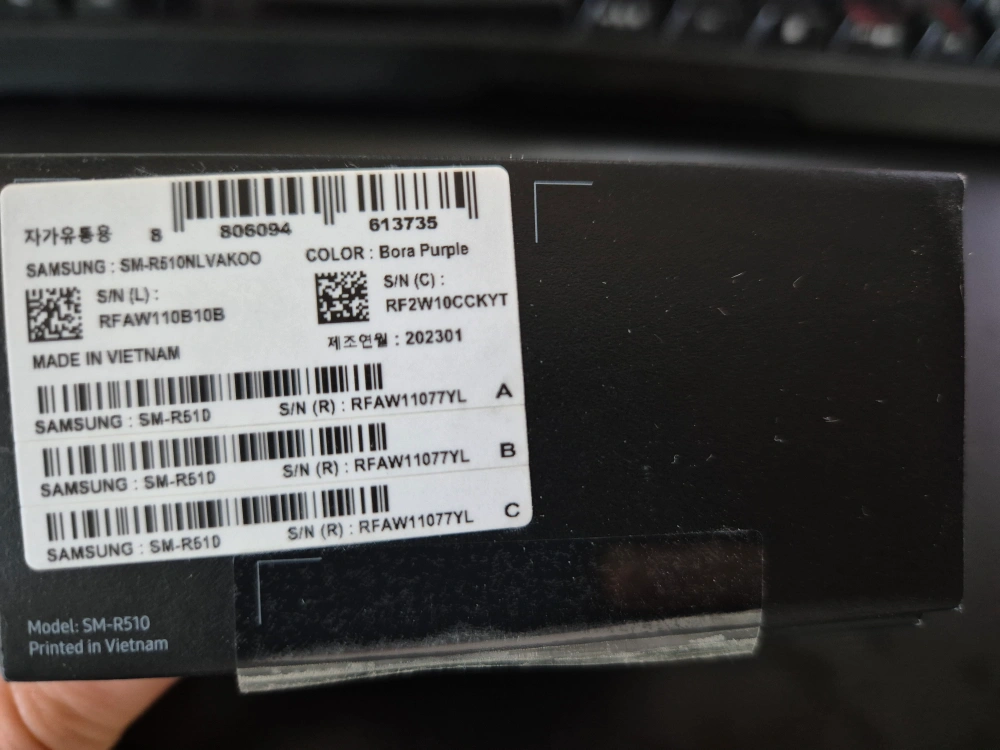 자가유통용
8 806094 613735
SAMSUNG : SM-R510NLVAKOO
COLOR : Bora Purple
S/N (L) :
RFAW110B10B
S/N (C) :
RF2W10CCKYT
MADE IN VIETNAM
제조연월 : 202301
SAMSUNG : SM-R510 S/N (R) : RFAW11077YL A
SAMSUNG : SM-R510 S/N (R) : RFAW11077YL B
SAMSUNG : SM-R510 S/N (R) : RFAW11077YL C
Model: SM-R510
Printed in Vietnam